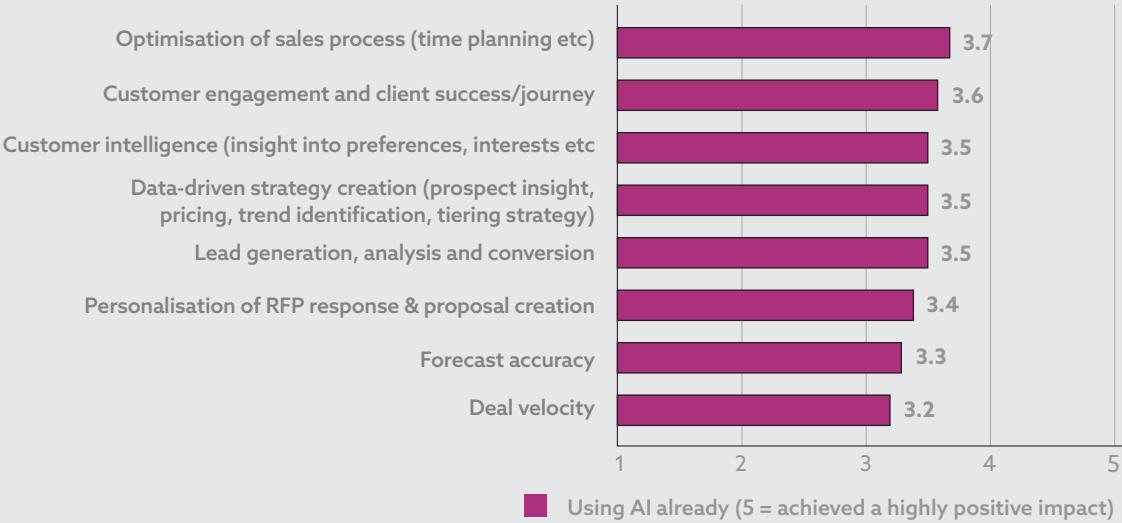 Optimisation of sales process (time planning etc)
3.7
Customer engagement and client success/journey
3.6
Customer intelligence (insight into preferences, interests etc
3.5
Data-driven strategy creation (prospect insight,
pricing, trend identification, tiering strategy)
3.5
Lead generation, analysis and conversion
3.5
Personalisation of RFP response & proposal creation
3.4
Forecast accuracy
3.3
Deal velocity
3.2
1 2 3 4 5
Using AI already (5 = achieved a highly positive impact)